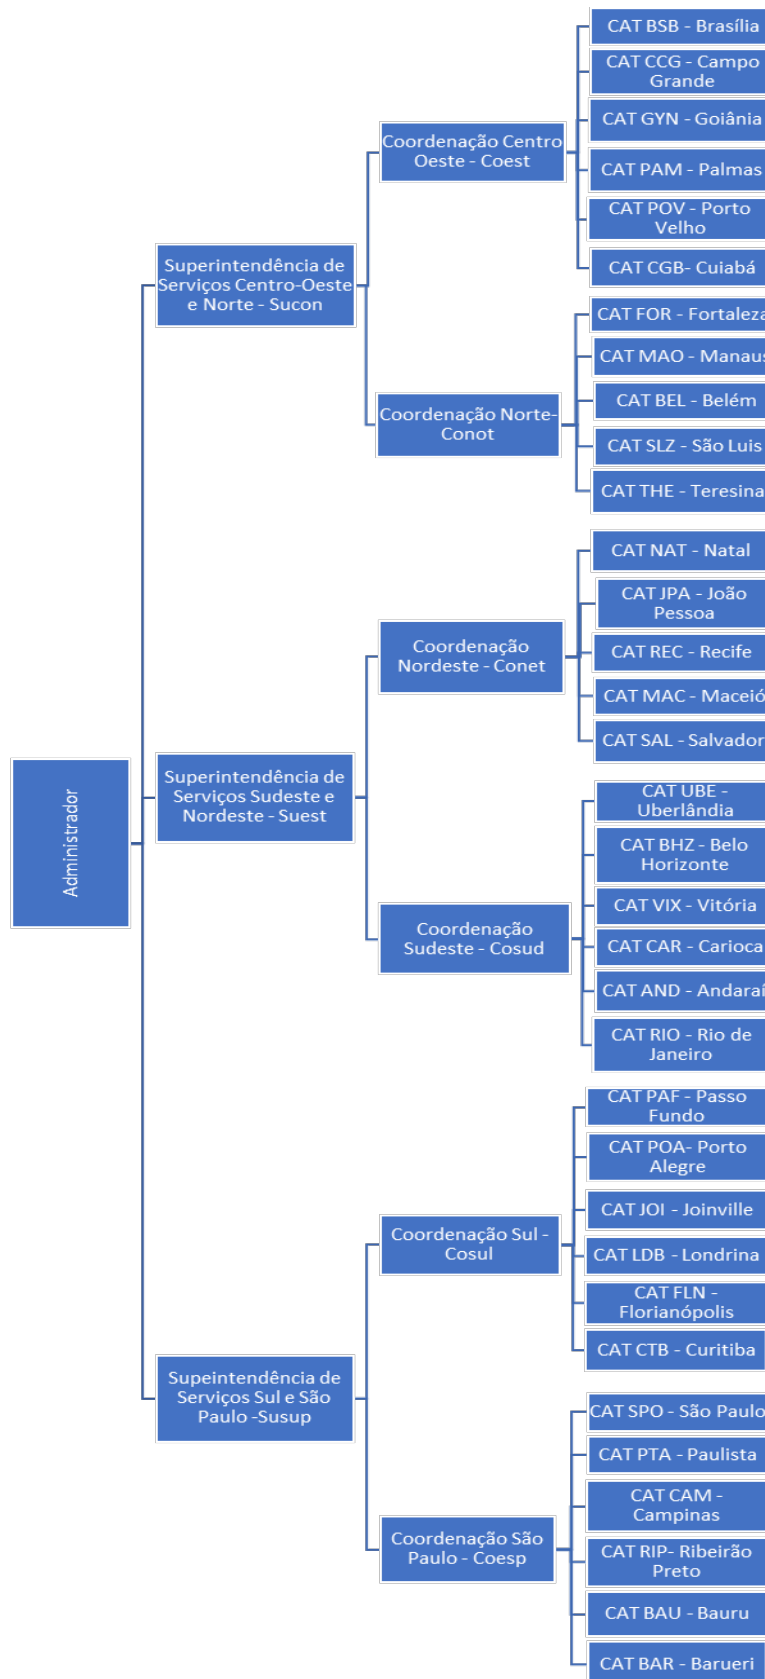 Administrador
Superintendência de
Serviços Centro-Oeste
e Norte - Sucon
Coordenação Centro
Oeste - Coest
CAT BSB - Brasília
CAT CCG - Campo
Grande
CAT GYN - Goiânia
CAT PAM - Palmas
CAT POV - Porto
Velho
CAT CGB- Cuiabá
Coordenação Norte-
Conot
CAT FOR - Fortaleza
CAT MAO - Manaus
CAT BEL - Belém
CAT SLZ - São Luis
CAT THE - Teresina
Superintendência de
Serviços Sudeste e
Nordeste - Suest
Coordenação
Nordeste - Conet
CAT NAT - Natal
CAT JPA - João
Pessoa
CAT REC - Recife
CAT MAC - Maceió
CAT SAL - Salvador
Coordenação
Sudeste - Cosud
CAT UBE -
Uberlândia
CAT BHZ - Belo
Horizonte
CAT VIX - Vitória
CAT CAR - Carioca
CAT AND - Andaraí
CAT RIO - Rio de
Janeiro
Supeintendência de
Serviços Sul e São
Paulo -Susup
Coordenação Sul -
Cosul
CAT PAF - Passo
Fundo
CAT POA- Porto
Alegre
CAT JOI - Joinville
CAT LDB - Londrina
CAT FLN -
Florianópolis
CAT CTB - Curitiba
Coordenação São
Paulo - Coesp
CAT SPO - São Paulo
CAT PTA - Paulista
CAT CAM -
Campinas
CAT RIP- Ribeirão
Preto
CAT BAU - Bauru
CAT BAR - Barueri